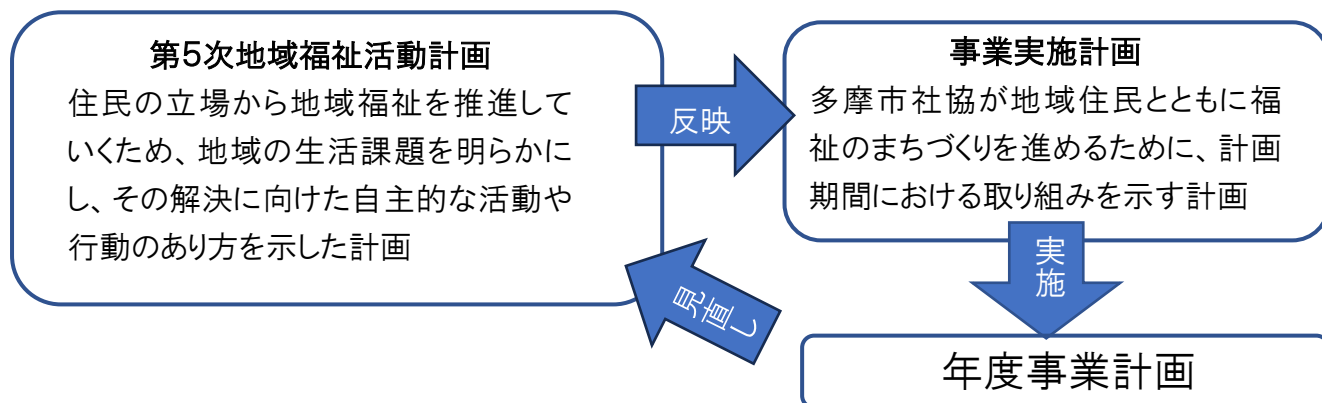 第5次地域福祉活動計画
住民の立場から地域福祉を推進して
いくため、地域の生活課題を明らかに
し、その解決に向けた自主的な活動や
行動のあり方を示した計画
反映
事業実施計画
多摩市社協が地域住民とともに福
祉のまちづくりを進めるために、計画
期間における取り組みを示す計画
実施
見直し
年度事業計画